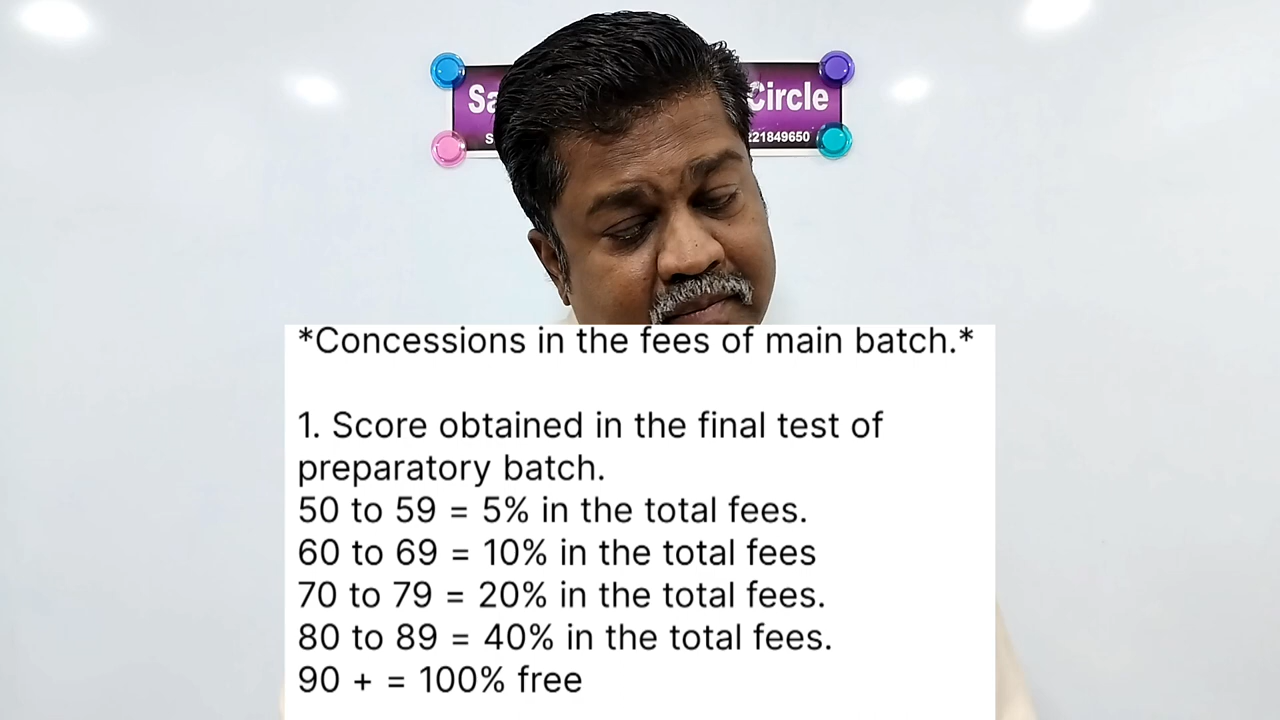 Circle
221849650
*Concessions in the fees of main batch.*
1. Score obtained in the final test of
preparatory batch.
50 to 59 = 5% in the total fees.
60 to 69 = 10% in the total fees
70 to 79 = 20% in the total fees.
80 to 89 = 40% in the total fees.
90 + = 100% free